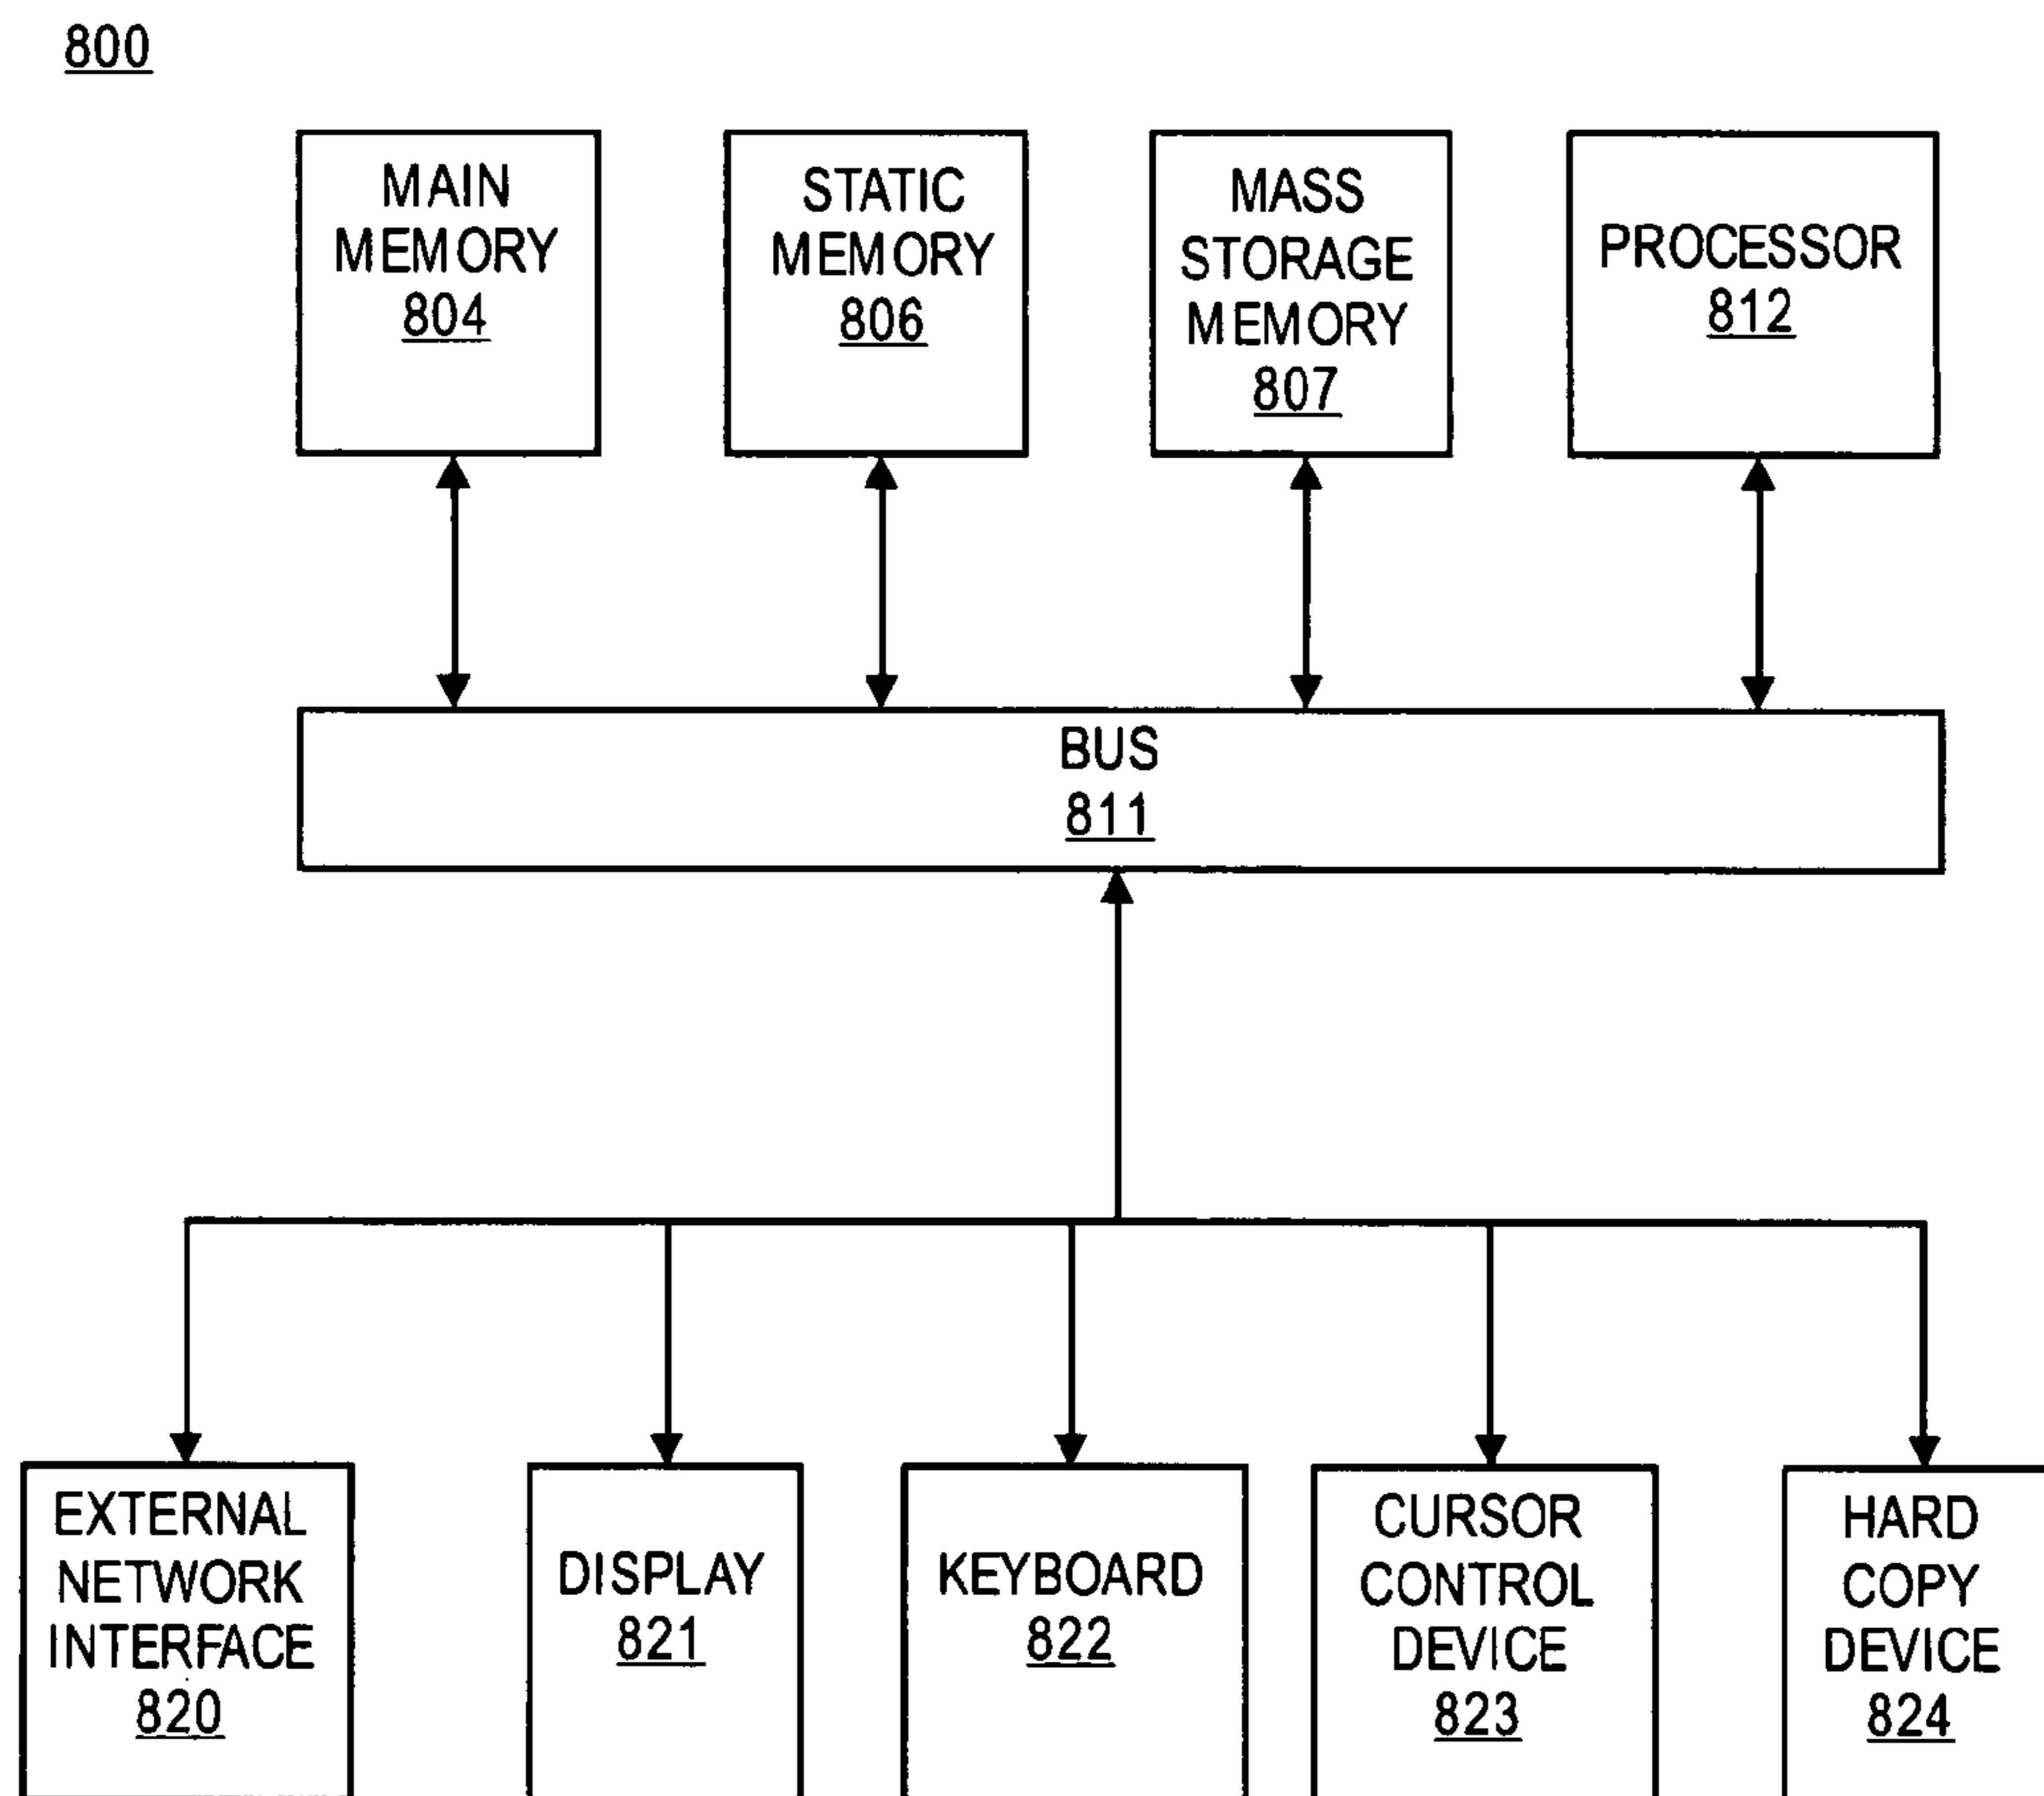 800
MAIN
MEMORY
804
STATIC
MEMORY
806
MASS
STORAGE
MEMORY
807
PROCESSOR
812
BUS
811
EXTERNAL
NETWORK
INTERFACE
820
DISPLAY
821
KEYBOARD
822
CURSOR
CONTROL
DEVICE
823
HARD
COPY
DEVICE
824